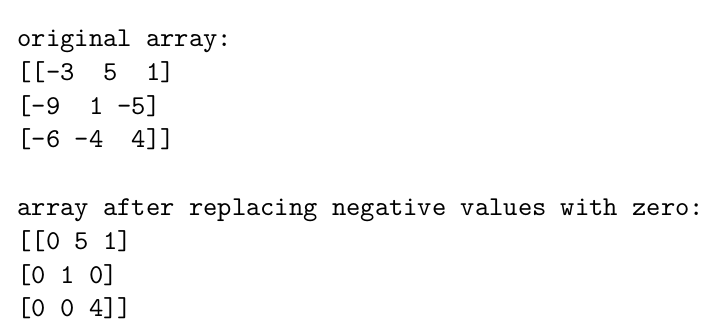 original array:
[[-3  5  1]
[-9  1 -5]
[-6 -4  4]]
array after replacing negative values with zero:
[[0 5 1]
[0 1 0]
[0 0 4]]